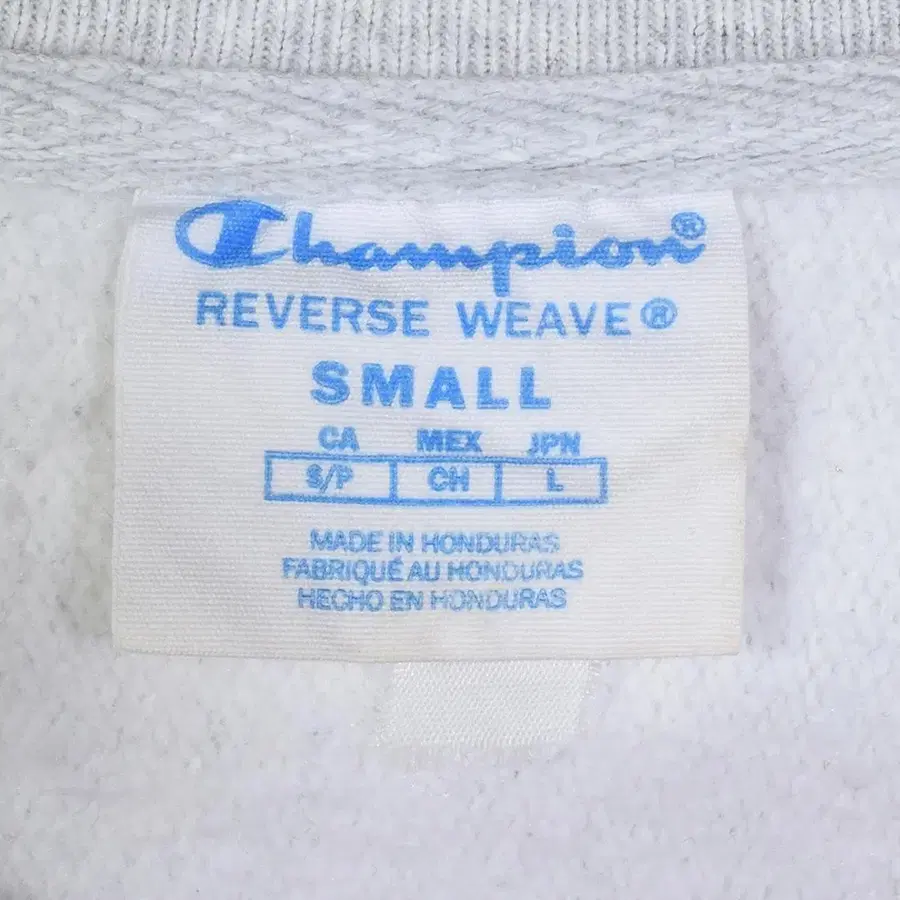 Champion®
REVERSE WEAVE®
SMALL
CA MEX JPN
S/P CH L
MADE IN HONDURAS
FABRIQUÉ AU HONDURAS
HECHO EN HONDURAS